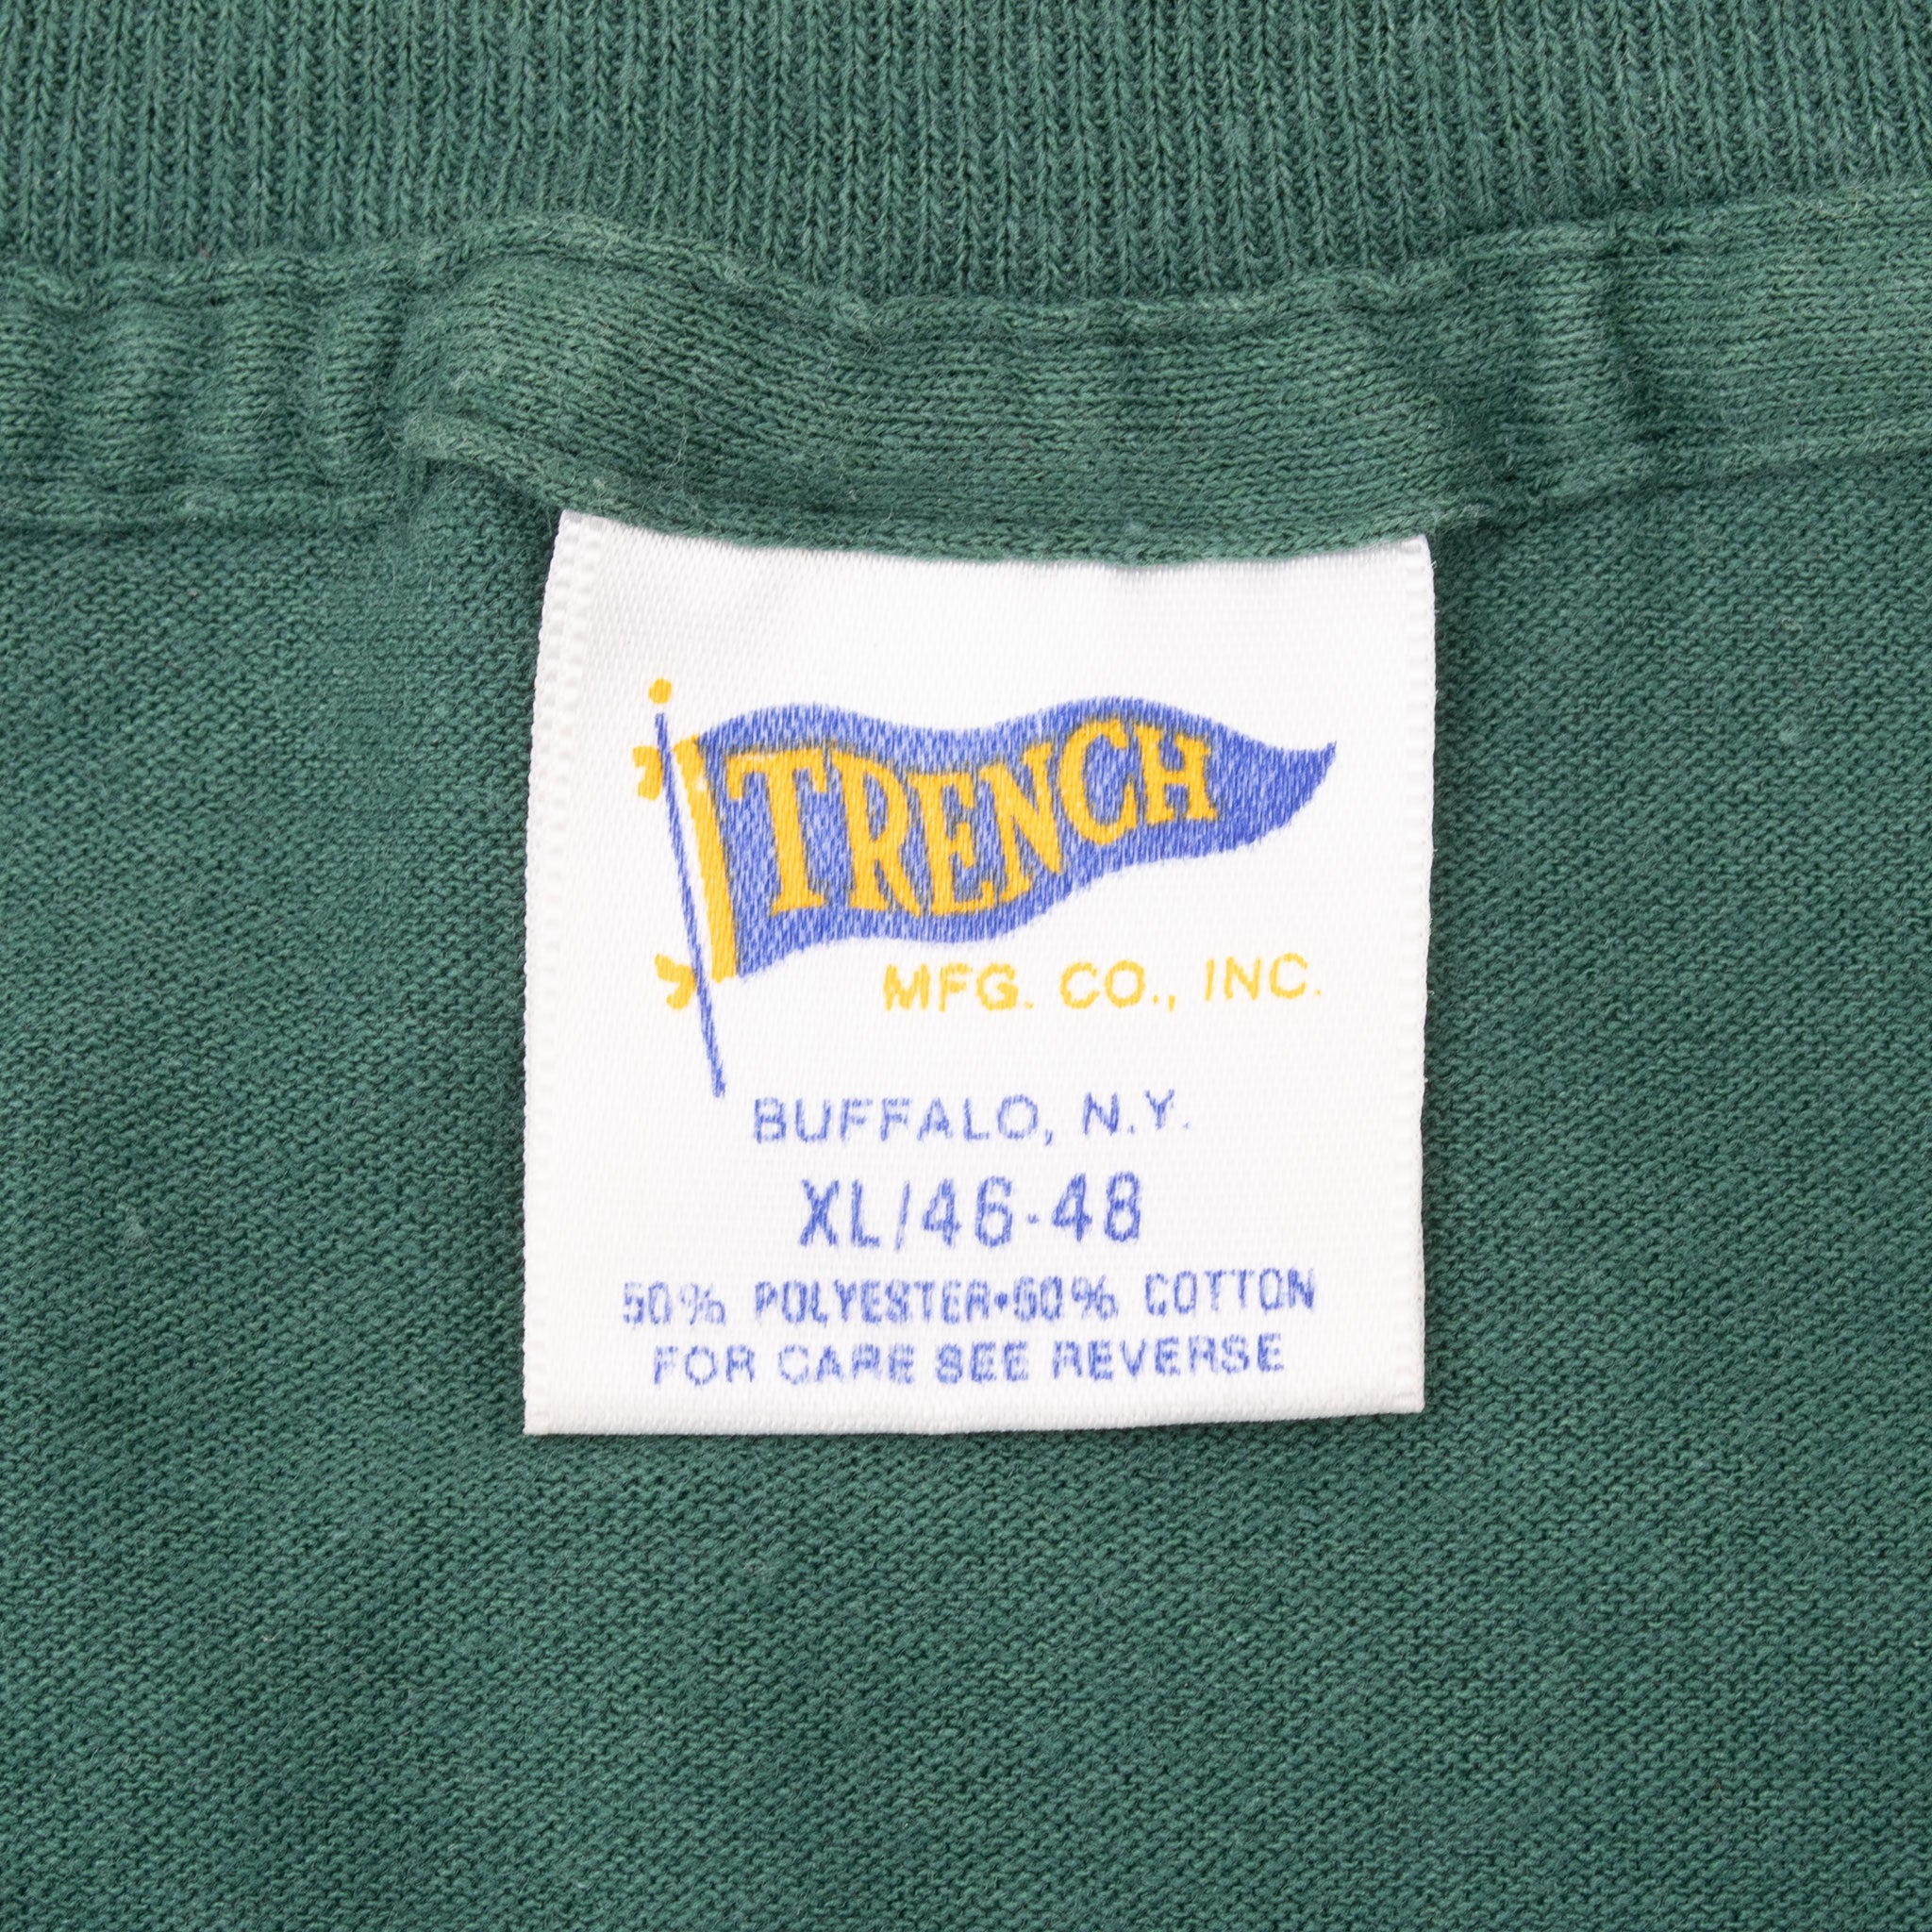 TRENCH
MFG. CO., INC.
BUFFALO, N.Y.
XL/46-48
50% POLYESTER•50% COTTON
FOR CARE SEE REVERSE